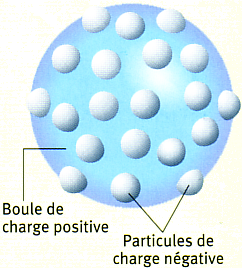 Boule de
charge positive
Particules de
charge négative